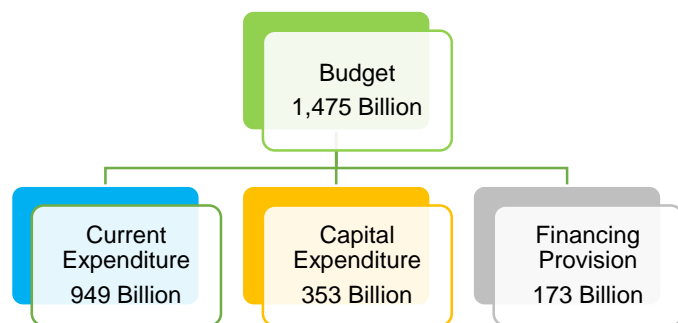 Budget
1,475 Billion
Current
Expenditure
949 Billion
Capital
Expenditure
353 Billion
Financing
Provision
173 Billion